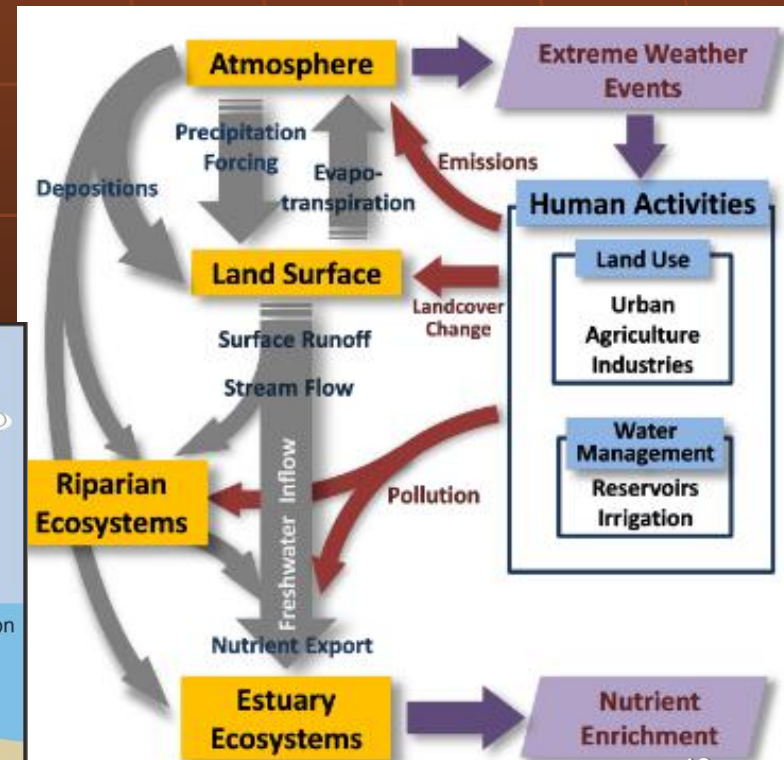 Atmosphere
Extreme Weather
Events
Precipitation
Forcing
Emissions
Depositions
Evapo-
transpiration
Human Activities
Land Use
Land Surface
Landcover
Change
Urban
Agriculture
Industries
Surface Runoff
Stream Flow
Water
Management
Riparian
Ecosystems
Freshwater Inflow
Pollution
Reservoirs
Irrigation
on
Nutrient Export
Estuary
Ecosystems
Nutrient
Enrichment